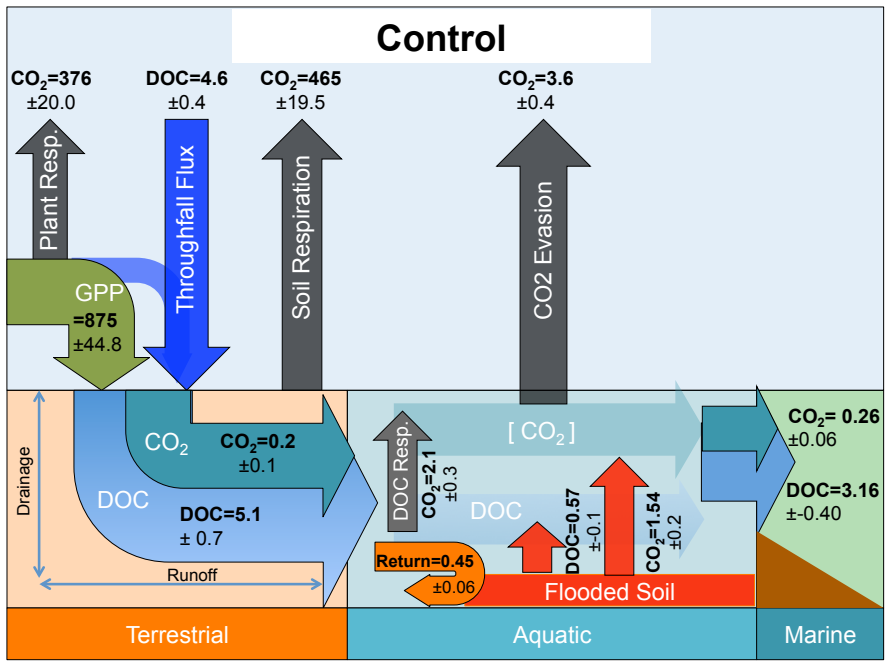 Control
CO₂=376
±20.0
DOC=4.6
±0.4
CO₂=465
±19.5
CO₂=3.6
±0.4
Plant Resp.
Throughfall Flux
Soil Respiration
CO2 Evasion
GPP
=875
±44.8
Drainage
CO₂
CO₂=0.2
±0.1
DOC
DOC=5.1
± 0.7
Runoff
DOC Resp.
CO₂=2.1
±0.3
[ CO₂ ]
DOC
DOC=0.57
±-0.1
CO₂=1.54
±0.2
Return=0.45
±0.06
Flooded Soil
CO₂= 0.26
±0.06
DOC=3.16
±-0.40
Terrestrial
Aquatic
Marine